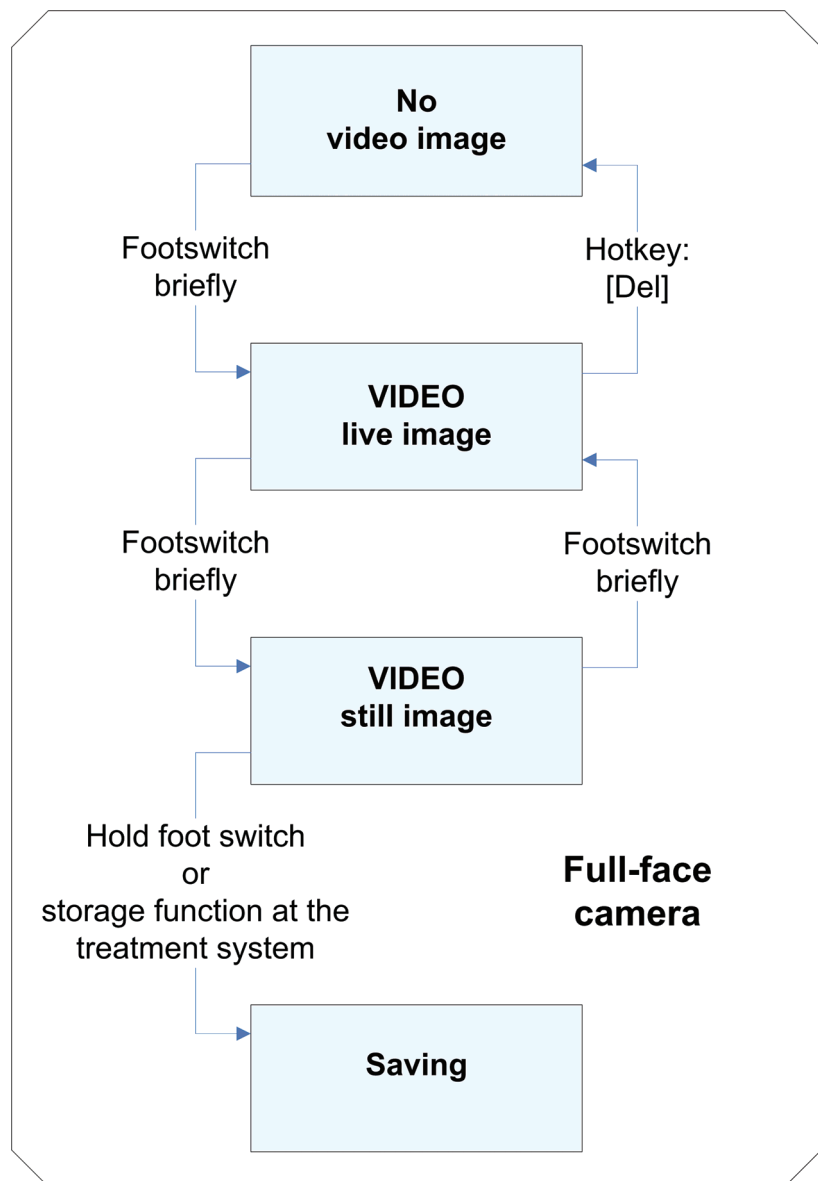 No
video image
Footswitch
briefly
Hotkey:
[Del]
VIDEO
live image
Footswitch
briefly
Footswitch
briefly
VIDEO
still image
Hold foot switch
or
storage function at the
treatment system
Full-face
camera
Saving